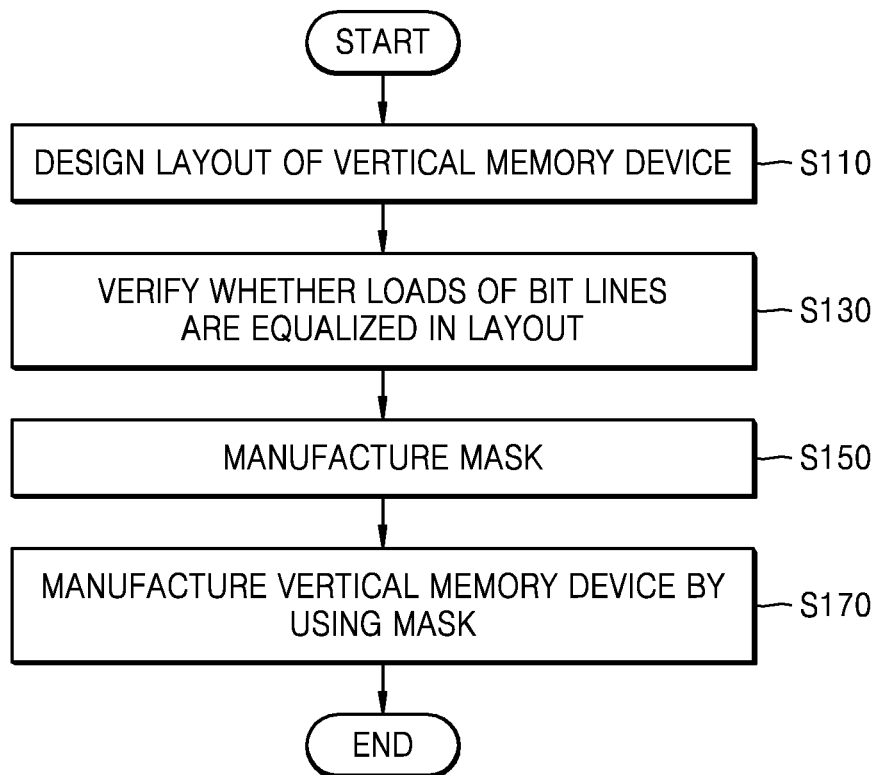 START
DESIGN LAYOUT OF VERTICAL MEMORY DEVICE
S110
VERIFY WHETHER LOADS OF BIT LINES
ARE EQUALIZED IN LAYOUT
S130
MANUFACTURE MASK
S150
MANUFACTURE VERTICAL MEMORY DEVICE BY
USING MASK
S170
END